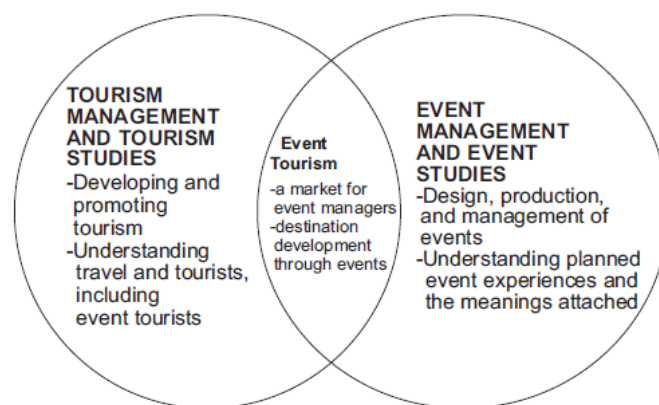 TOURISM
MANAGEMENT
AND TOURISM
STUDIES
-Developing and
promoting
tourism
-Understanding
travel and tourists,
including
event tourists
Event
Tourism
-a market for
event managers
-destination
development
through events
EVENT
MANAGEMENT
AND EVENT
STUDIES
-Design, production,
and management of
events
-Understanding planned
event experiences and
the meanings attached